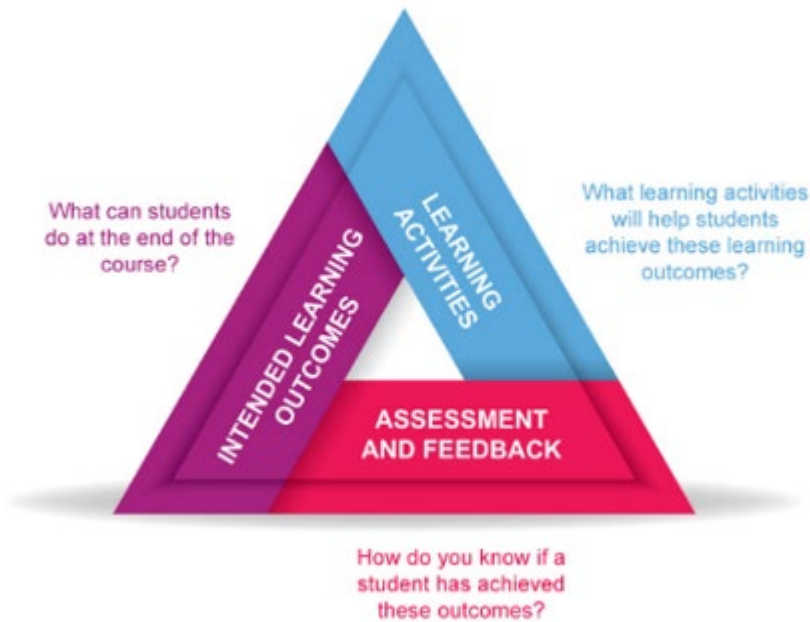 What can students
do at the end of the
course?
INTENDED LEARNING
OUTCOMES
LEARNING
ACTIVITIES
What learning activities
will help students
achieve these learning
outcomes?
ASSESSMENT
AND FEEDBACK
How do you know if a
student has achieved
these outcomes?